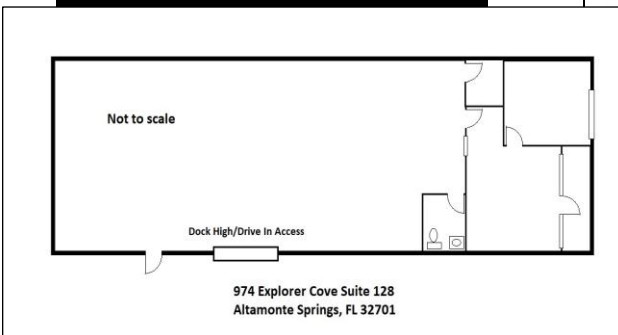 Not to scale
Dock High/Drive In Access
974 Explorer Cove Suite 128
Altamonte Springs, FL 32701